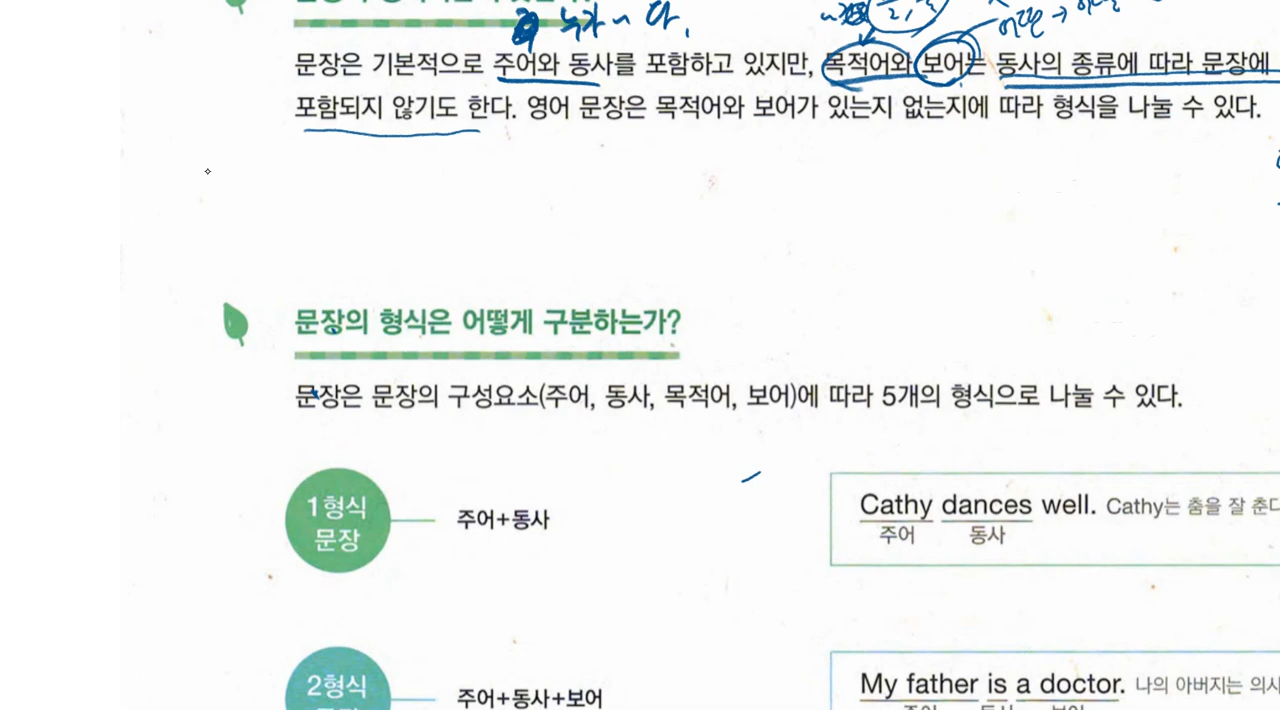 누가 ~ 다.
문장은 기본적으로 주어와 동사를 포함하고 있지만, 목적어와 보어는 동사의 종류에 따라 문장에
포함되지 않기도 한다. 영어 문장은 목적어와 보어가 있는지 없는지에 따라 형식을 나눌 수 있다.
문장의 형식은 어떻게 구분하는가?
문장은 문장의 구성요소(주어, 동사, 목적어, 보어)에 따라 5개의 형식으로 나눌 수 있다.
1형식
문장
주어+동사
Cathy dances well. Cathy는 춤을 잘 춘다
주어 동사
2형식
주어+동사+보어
My father is a doctor. 나의 아버지는 의사